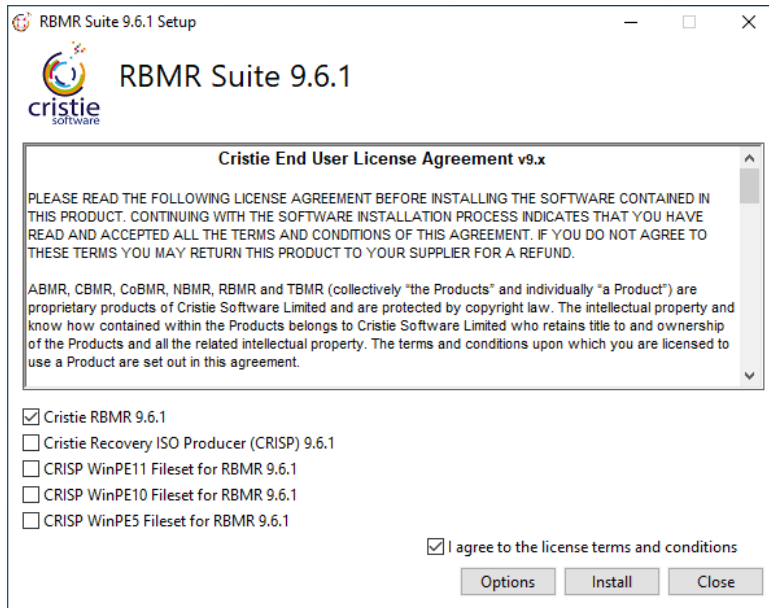 RBMR Suite 9.6.1 Setup
cristie
software
RBMR Suite 9.6.1
Cristie End User License Agreement v9.x
PLEASE READ THE FOLLOWING LICENSE AGREEMENT BEFORE INSTALLING THE SOFTWARE CONTAINED IN
THIS PRODUCT. CONTINUING WITH THE SOFTWARE INSTALLATION PROCESS INDICATES THAT YOU HAVE
READ AND ACCEPTED ALL THE TERMS AND CONDITIONS OF THIS AGREEMENT. IF YOU DO NOT AGREE TO
THESE TERMS YOU MAY RETURN THIS PRODUCT TO YOUR SUPPLIER FOR A REFUND.
ABMR, CBMR, CoBMR, NBMR, RBMR and TBMR (collectively “the Products” and individually “a Product”) are
proprietary products of Cristie Software Limited and are protected by copyright law. The intellectual property and
know how contained within the Products belongs to Cristie Software Limited who retains title to and ownership
of the Products and all the related intellectual property. The terms and conditions upon which you are licensed to
use a Product are set out in this agreement.
Cristie RBMR 9.6.1
Cristie Recovery ISO Producer (CRISP) 9.6.1
CRISP WinPE11 Fileset for RBMR 9.6.1
CRISP WinPE10 Fileset for RBMR 9.6.1
CRISP WinPE5 Fileset for RBMR 9.6.1
I agree to the license terms and conditions
Options Install Close